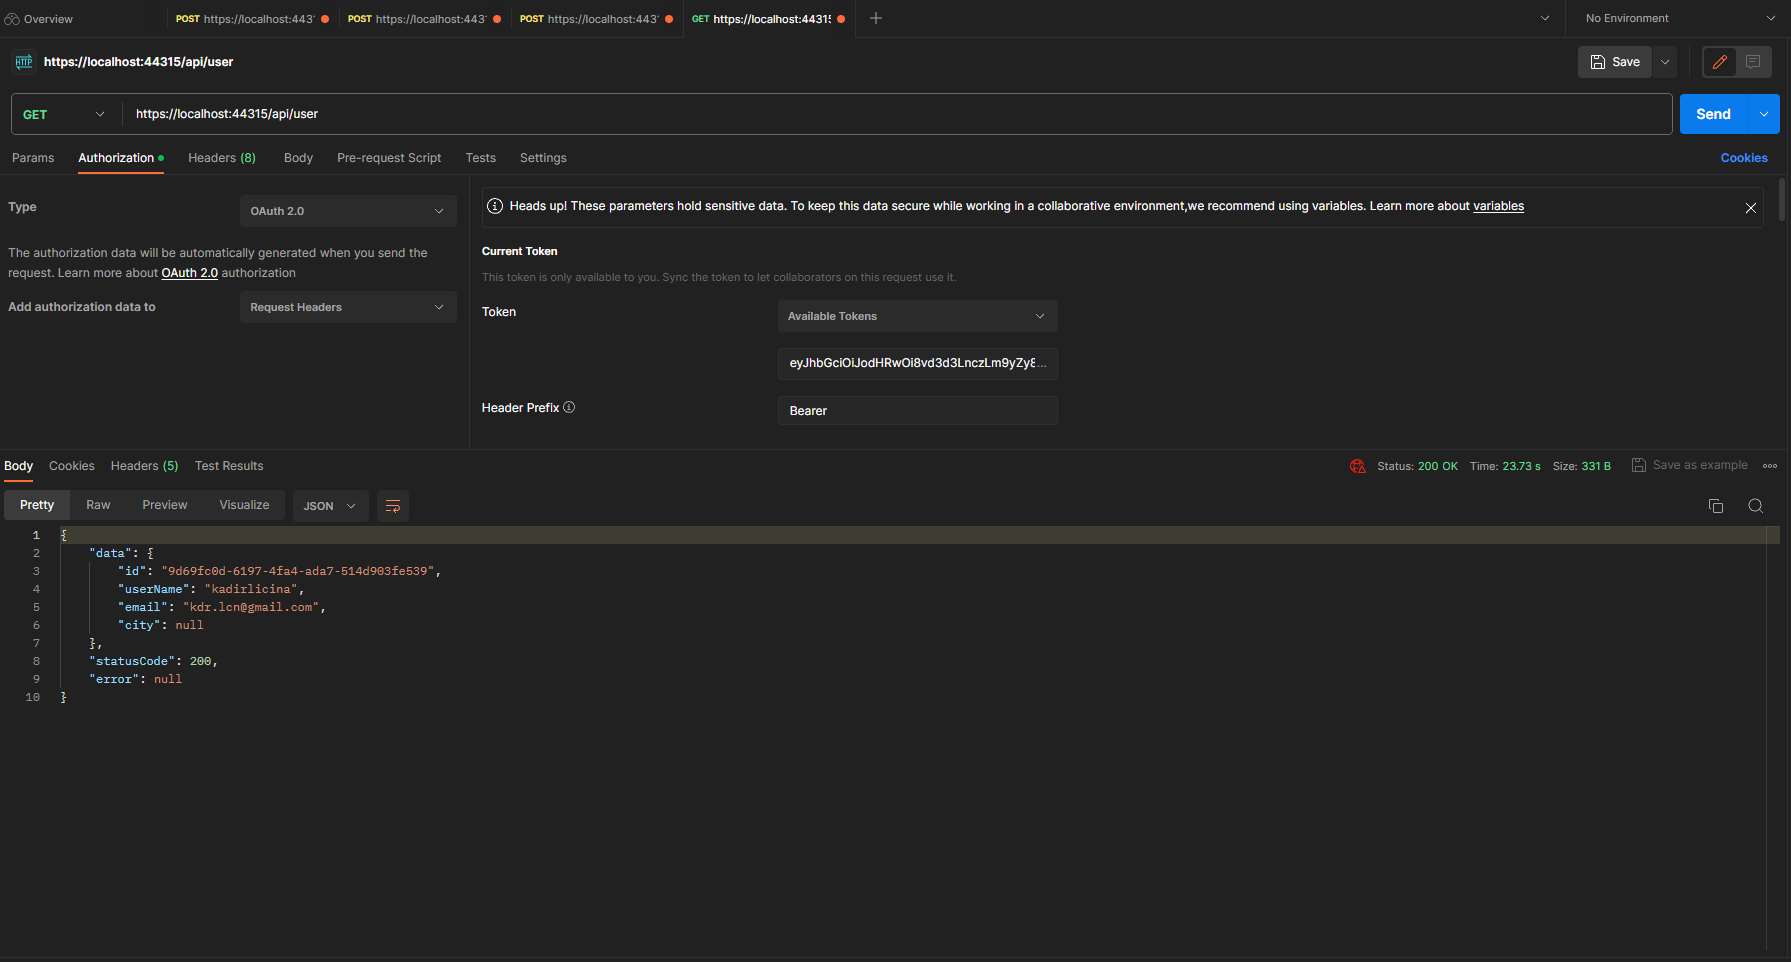 Overview
POST https://localhost:443
POST https://localhost:443
POST https://localhost:443
GET https://localhost:44315
No Environment
HTTP https://localhost:44315/api/user
Save
GET https://localhost:44315/api/user
Send
Params Authorization Headers (8) Body Pre-request Script Tests Settings Cookies
Type OAuth 2.0
The authorization data will be automatically generated when you send the
request. Learn more about OAuth 2.0 authorization
Add authorization data to Request Headers
Heads up! These parameters hold sensitive data. To keep this data secure while working in a collaborative environment,we recommend using variables. Learn more about variables
Current Token
This token is only available to you. Sync the token to let collaborators on this request use it.
Token Available Tokens
eyJhbGciOiJodHRwOi8vd3d3LnczLm9yZy8...
Header Prefix Bearer
Body Cookies Headers (5) Test Results Status: 200 OK Time: 23.73 s Size: 331 B Save as example
Pretty Raw Preview Visualize JSON
1 {
2 "data": {
3 "id": "9d69fc0d-6197-4fa4-ada7-514d903fe539",
4 "userName": "kadirlicina",
5 "email": "kdr.lcn@gmail.com",
6 "city": null
7 },
8 "statusCode": 200,
9 "error": null
10 }